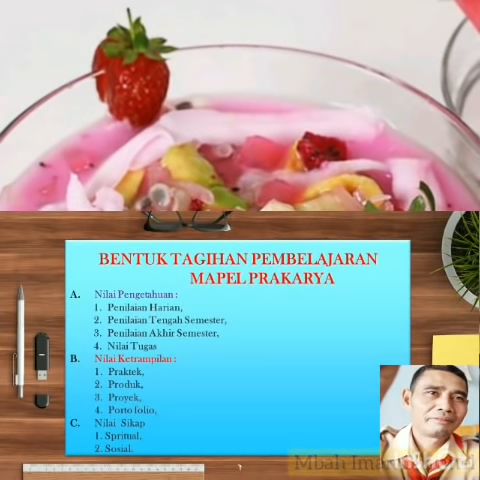 BENTUK TAGIHAN PEMBELAJARAN
MAPEL PRAKARYA
A. Nilai Pengetahuan :
1. Penilaian Harian,
2. Penilaian Tengah Semester,
3. Penilaian Akhir Semester,
4. Nilai Tugas
B. Nilai Ketrampilan :
1. Praktek,
2. Produk,
3. Proyek,
4. Porto folio,
C. Nilai Sikap
1. Spritual,
2. Sosial.
Mbah Imam